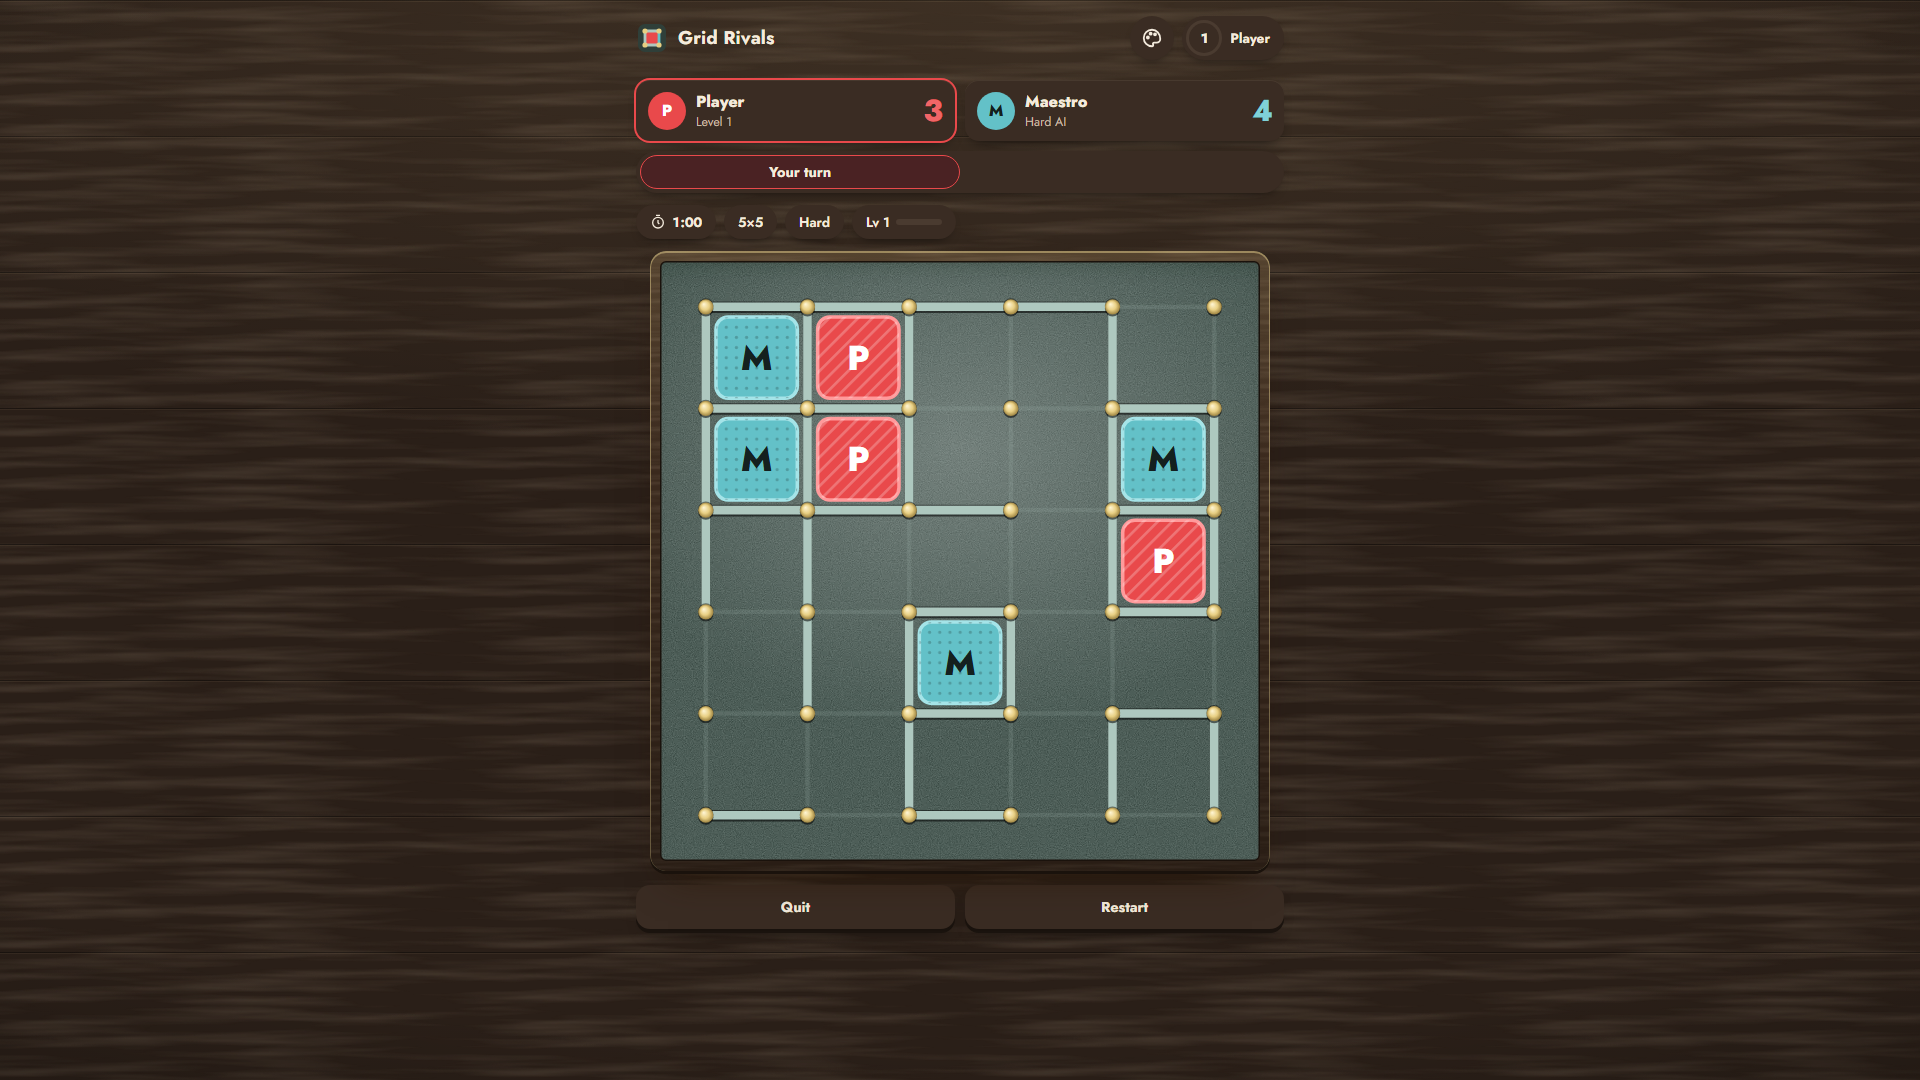 Grid Rivals
1 Player
P Player 3
Level 1
M Maestro 4
Hard AI
Your turn
1:00 5×5 Hard Lv 1
M P
M P M
P
M
Quit Restart